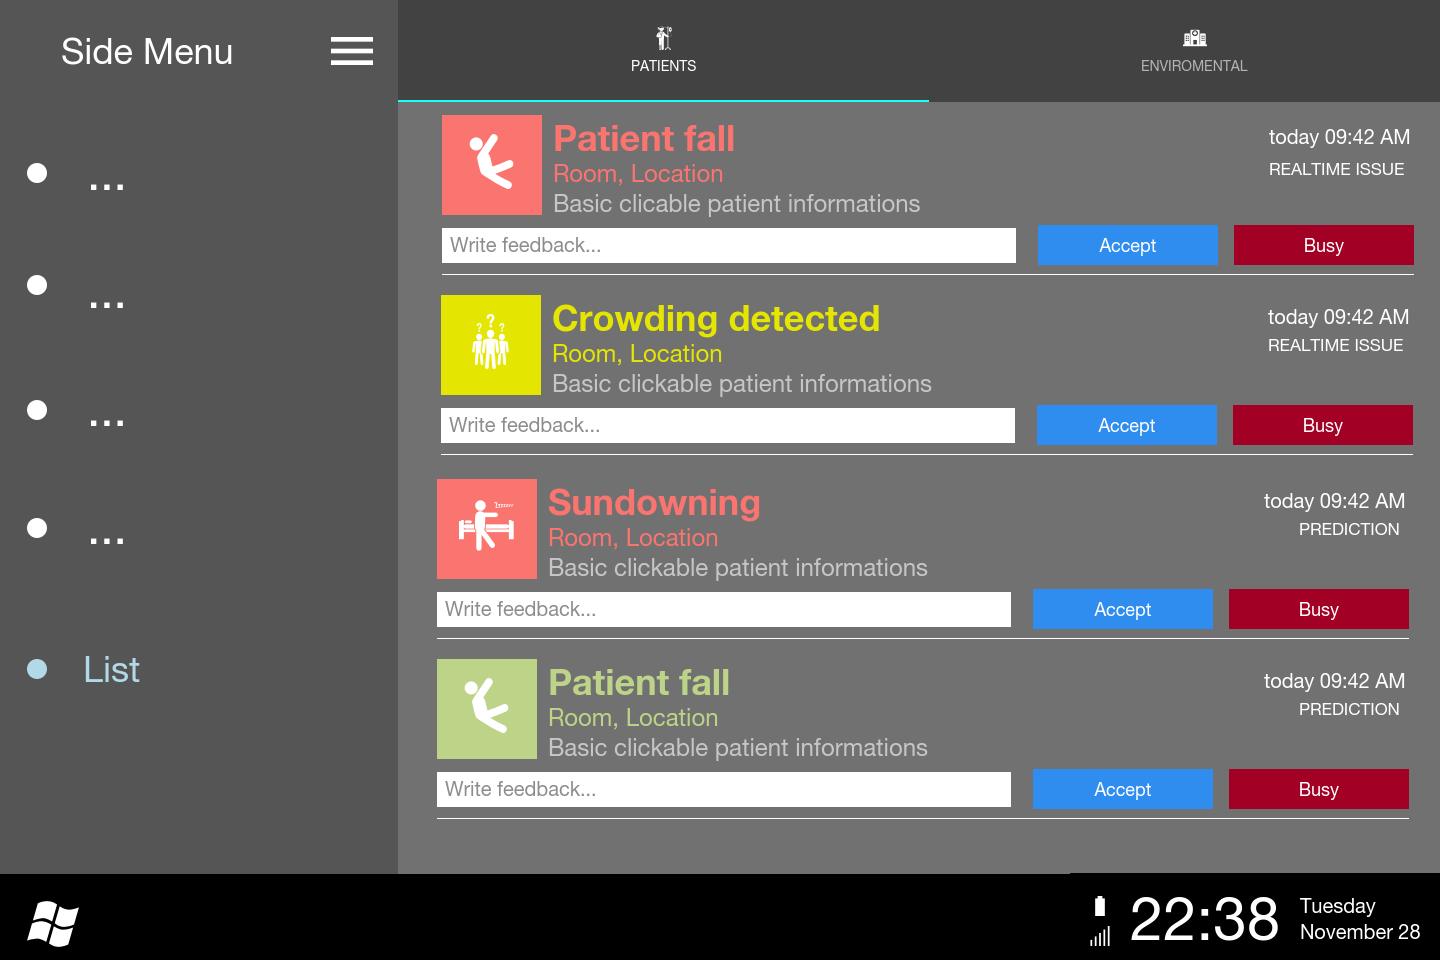 Side Menu
PATIENTS
ENVIROMENTAL
...
...
...
...
List
Patient fall
Room, Location
Basic clicable patient informations
today 09:42 AM
REALTIME ISSUE
Write feedback...
Accept
Busy
Crowding detected
Room, Location
Basic clickable patient informations
today 09:42 AM
REALTIME ISSUE
Write feedback...
Accept
Busy
Sundowning
Room, Location
Basic clickable patient informations
today 09:42 AM
PREDICTION
Write feedback...
Accept
Busy
Patient fall
Room, Location
Basic clickable patient informations
today 09:42 AM
PREDICTION
Write feedback...
Accept
Busy
22:38
Tuesday
November 28